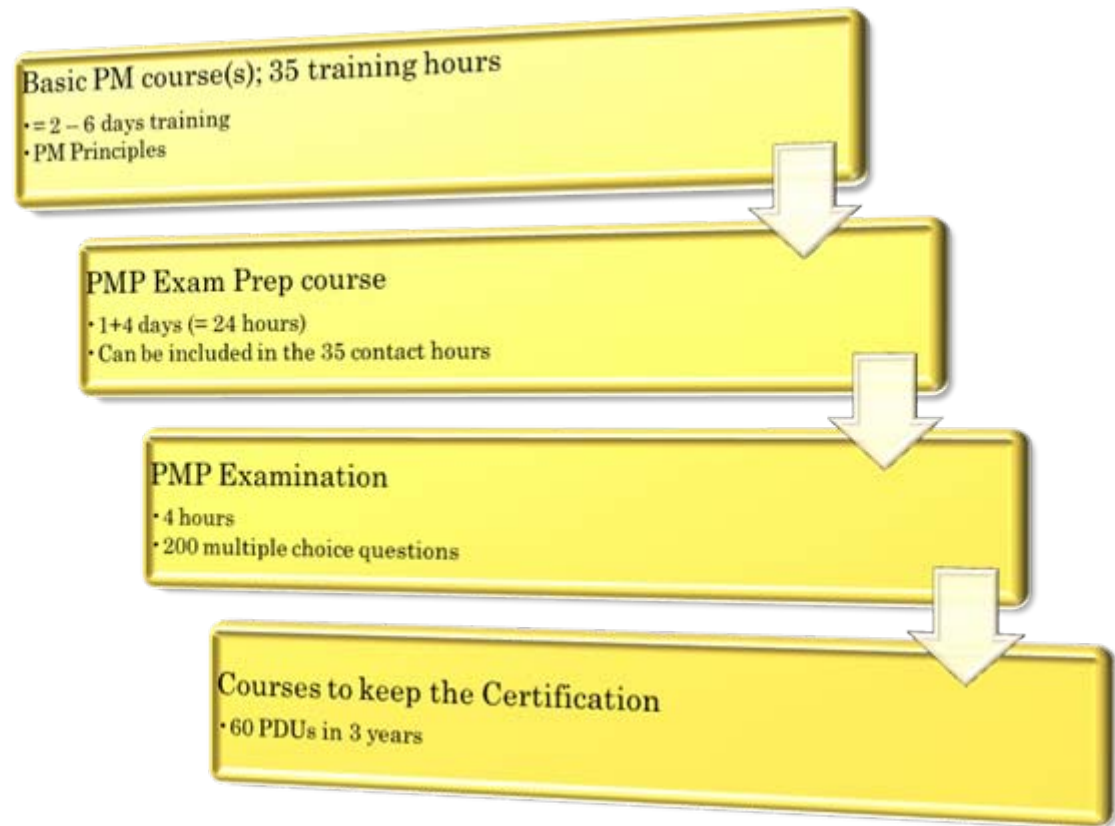 Basic PM course(s); 35 training hours
• = 2 – 6 days training
• PM Principles
PMP Exam Prep course
• 1+4 days (= 24 hours)
• Can be included in the 35 contact hours
PMP Examination
• 4 hours
• 200 multiple choice questions
Courses to keep the Certification
• 60 PDUs in 3 years